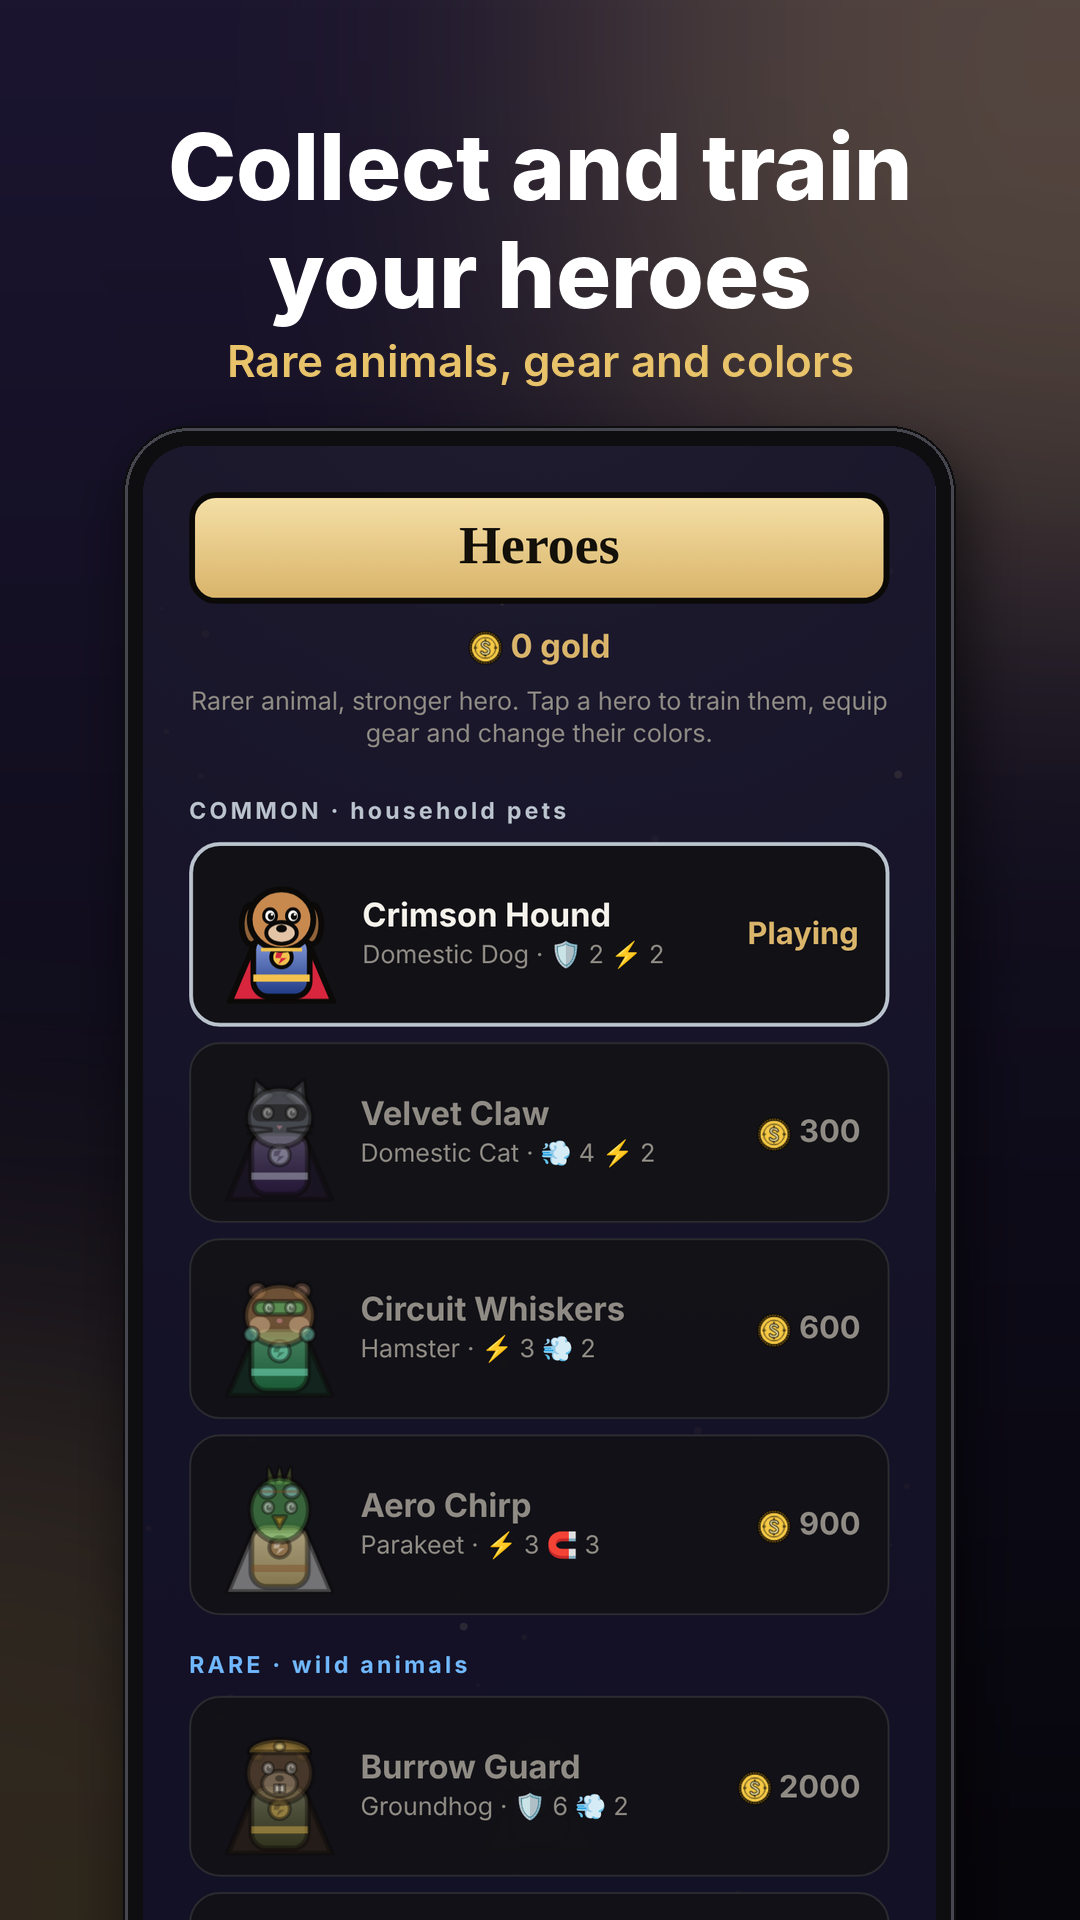 Collect and train
your heroes
Rare animals, gear and colors
Heroes
0 gold
Rarer animal, stronger hero. Tap a hero to train them, equip
gear and change their colors.
COMMON · household pets
Crimson Hound
Domestic Dog · 🛡️ 2 ⚡ 2
Playing
Velvet Claw
Domestic Cat · 💨 4 ⚡ 2
300
Circuit Whiskers
Hamster · ⚡ 3 💨 2
600
Aero Chirp
Parakeet · ⚡ 3 🧲 3
900
RARE · wild animals
Burrow Guard
Groundhog · 🛡️ 6 💨 2
2000